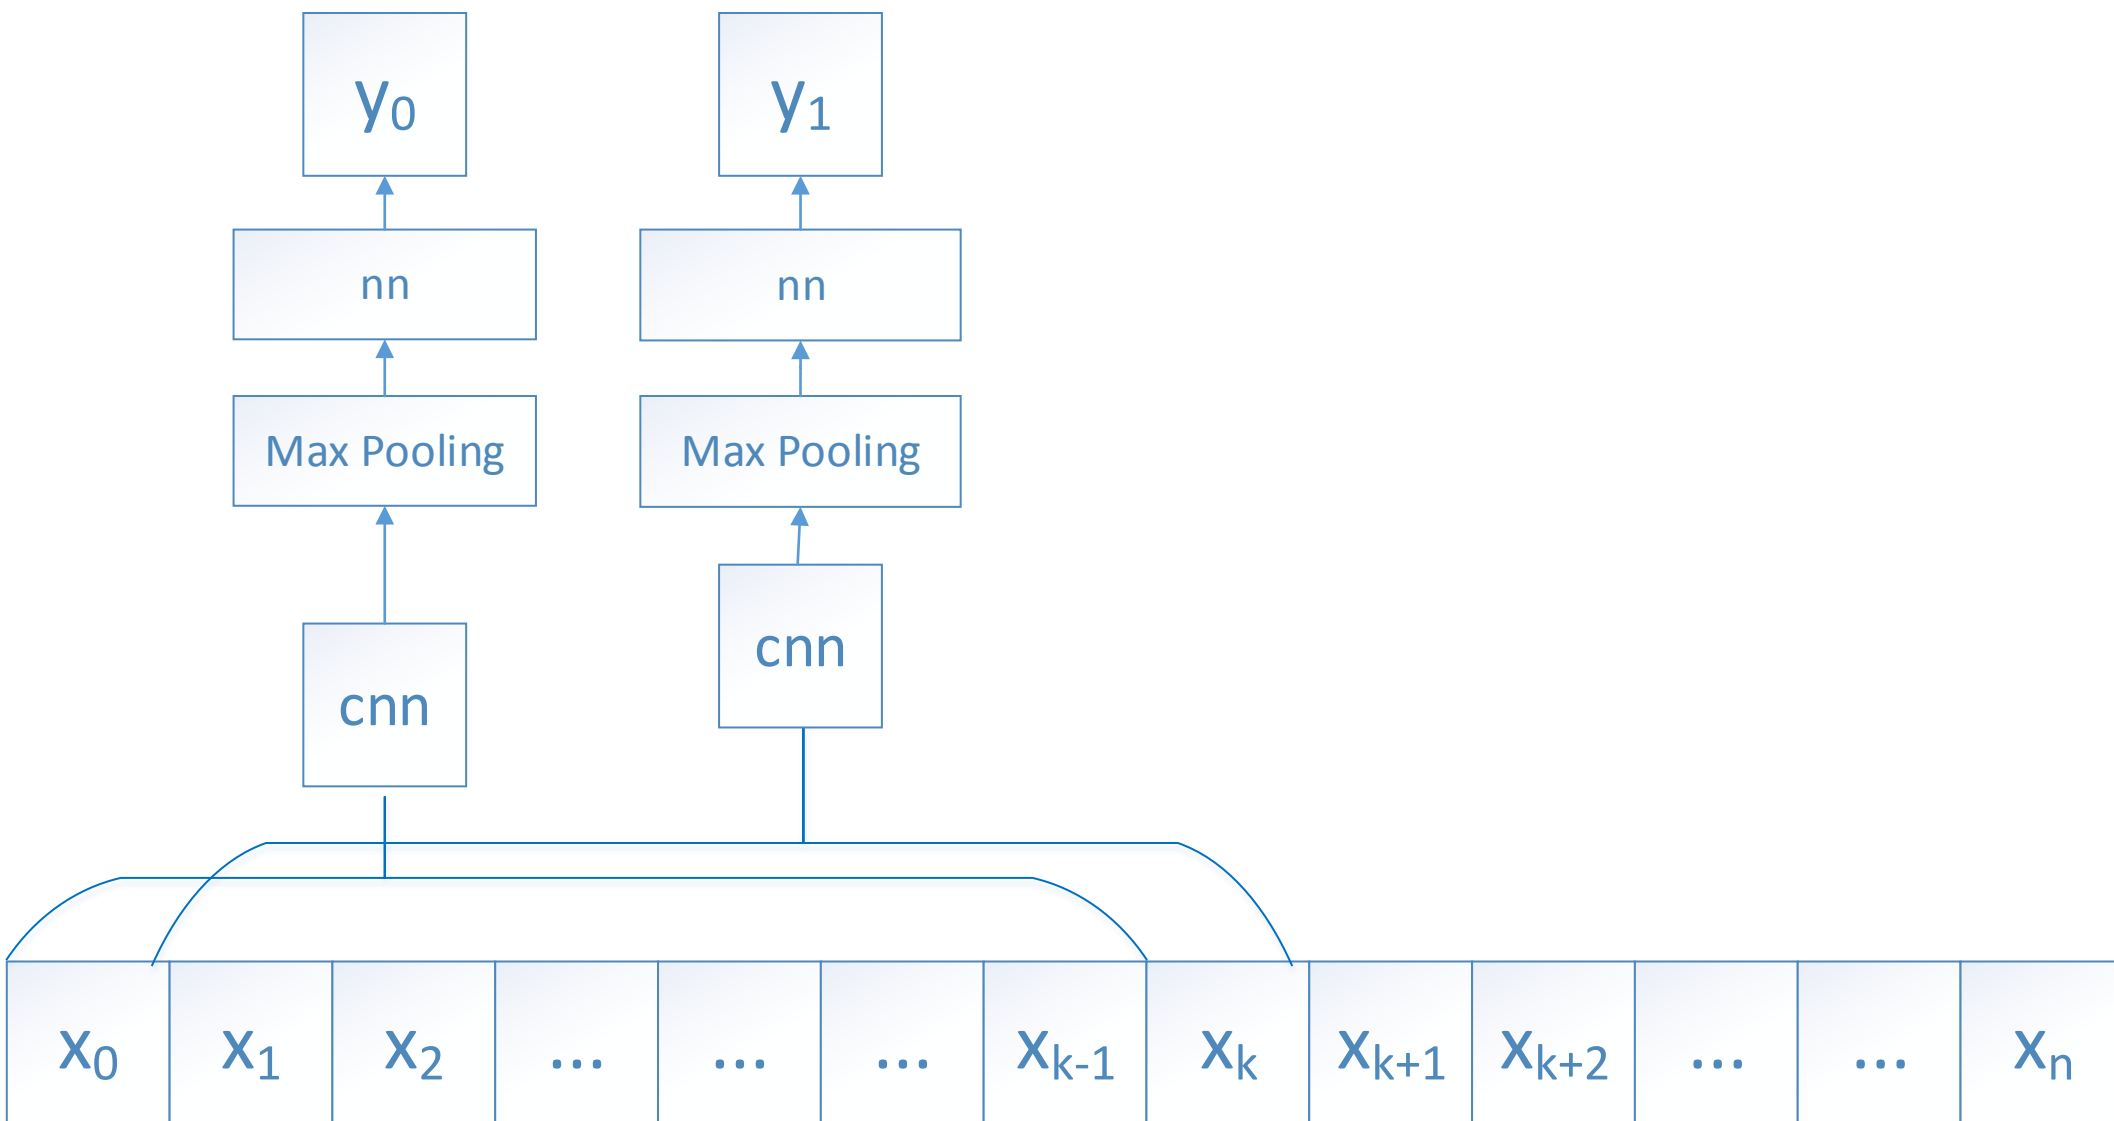 y0 y1
nn nn
Max Pooling Max Pooling
cnn
cnn
x0 x1 x2 ... ... ... xk-1 xk xk+1 xk+2 ... ... xn